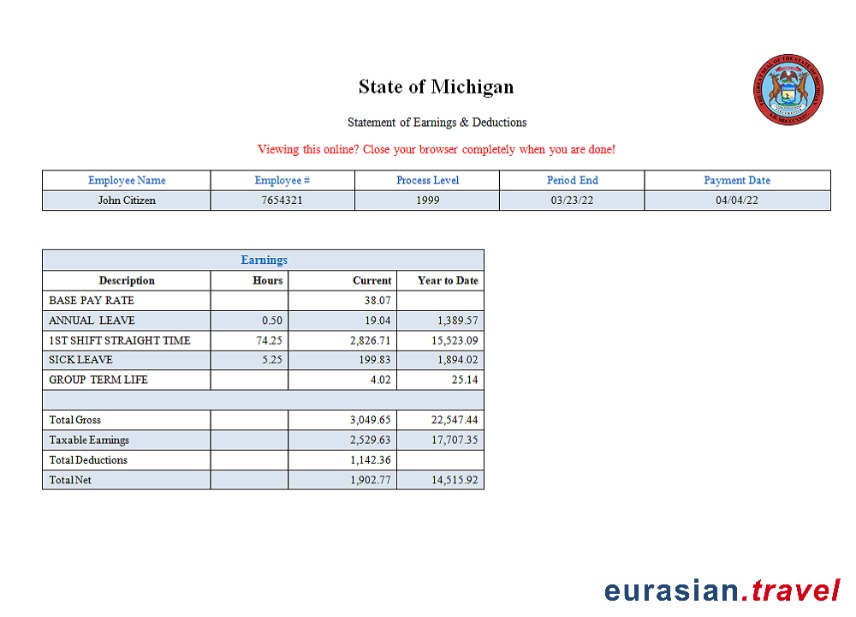 State of Michigan
Statement of Earnings & Deductions
Viewing this online? Close your browser completely when you are done!
Employee Name Employee # Process Level Period End Payment Date
John Citizen 7654321 1999 03/23/22 04/04/22
Earnings
Description Hours Current Year to Date
BASE PAY RATE 38.07
ANNUAL LEAVE 0.50 19.04 1,389.57
1ST SHIFT STRAIGHT TIME 74.25 2,826.71 15,523.09
SICK LEAVE 5.25 199.83 1,894.02
GROUP TERM LIFE 4.02 25.14
Total Gross 3,049.65 22,547.44
Taxable Earnings 2,529.63 17,707.35
Total Deductions 1,142.36
Total Net 1,902.77 14,515.92
eurasian.travel